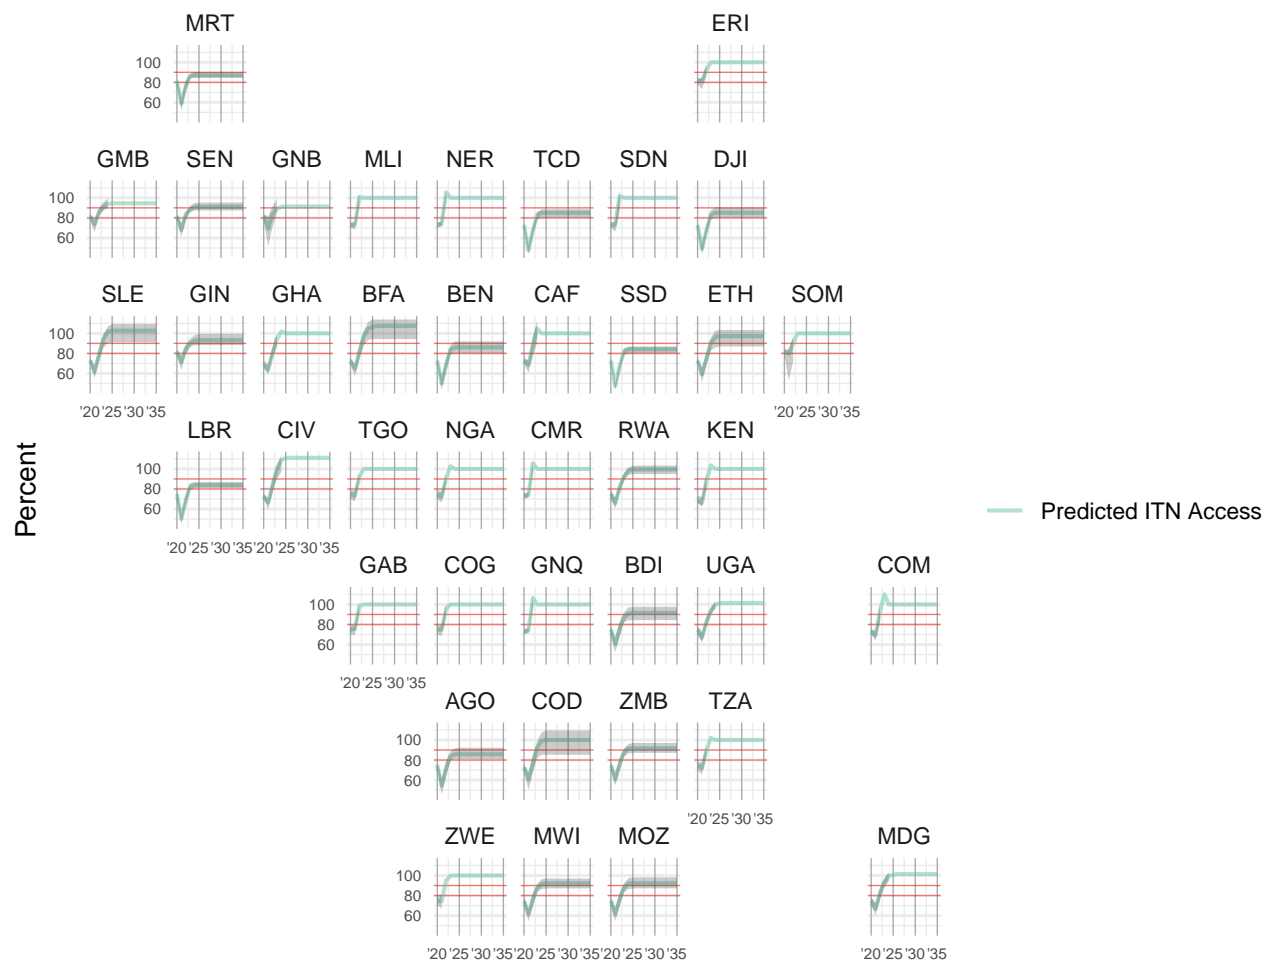 MRT ERI
100
80
60
GMB SEN GNB MLI NER TCD SDN DJI
100
80
60
SLE GIN GHA BFA BEN CAF SSD ETH SOM
100
80
60
'20 '25 '30 '35 '20 '25 '30 '35
LBR CIV TGO NGA CMR RWA KEN
100
80
60
'20 '25 '30 '35 '20 '25 '30 '35
Percent
Predicted ITN Access
GAB COG GNQ BDI UGA COM
100
80
60
'20 '25 '30 '35
AGO COD ZMB TZA
100
80
60
'20 '25 '30 '35
ZWE MWI MOZ MDG
100
80
60
'20 '25 '30 '35 '20 '25 '30 '35 '20 '25 '30 '35 '20 '25 '30 '35